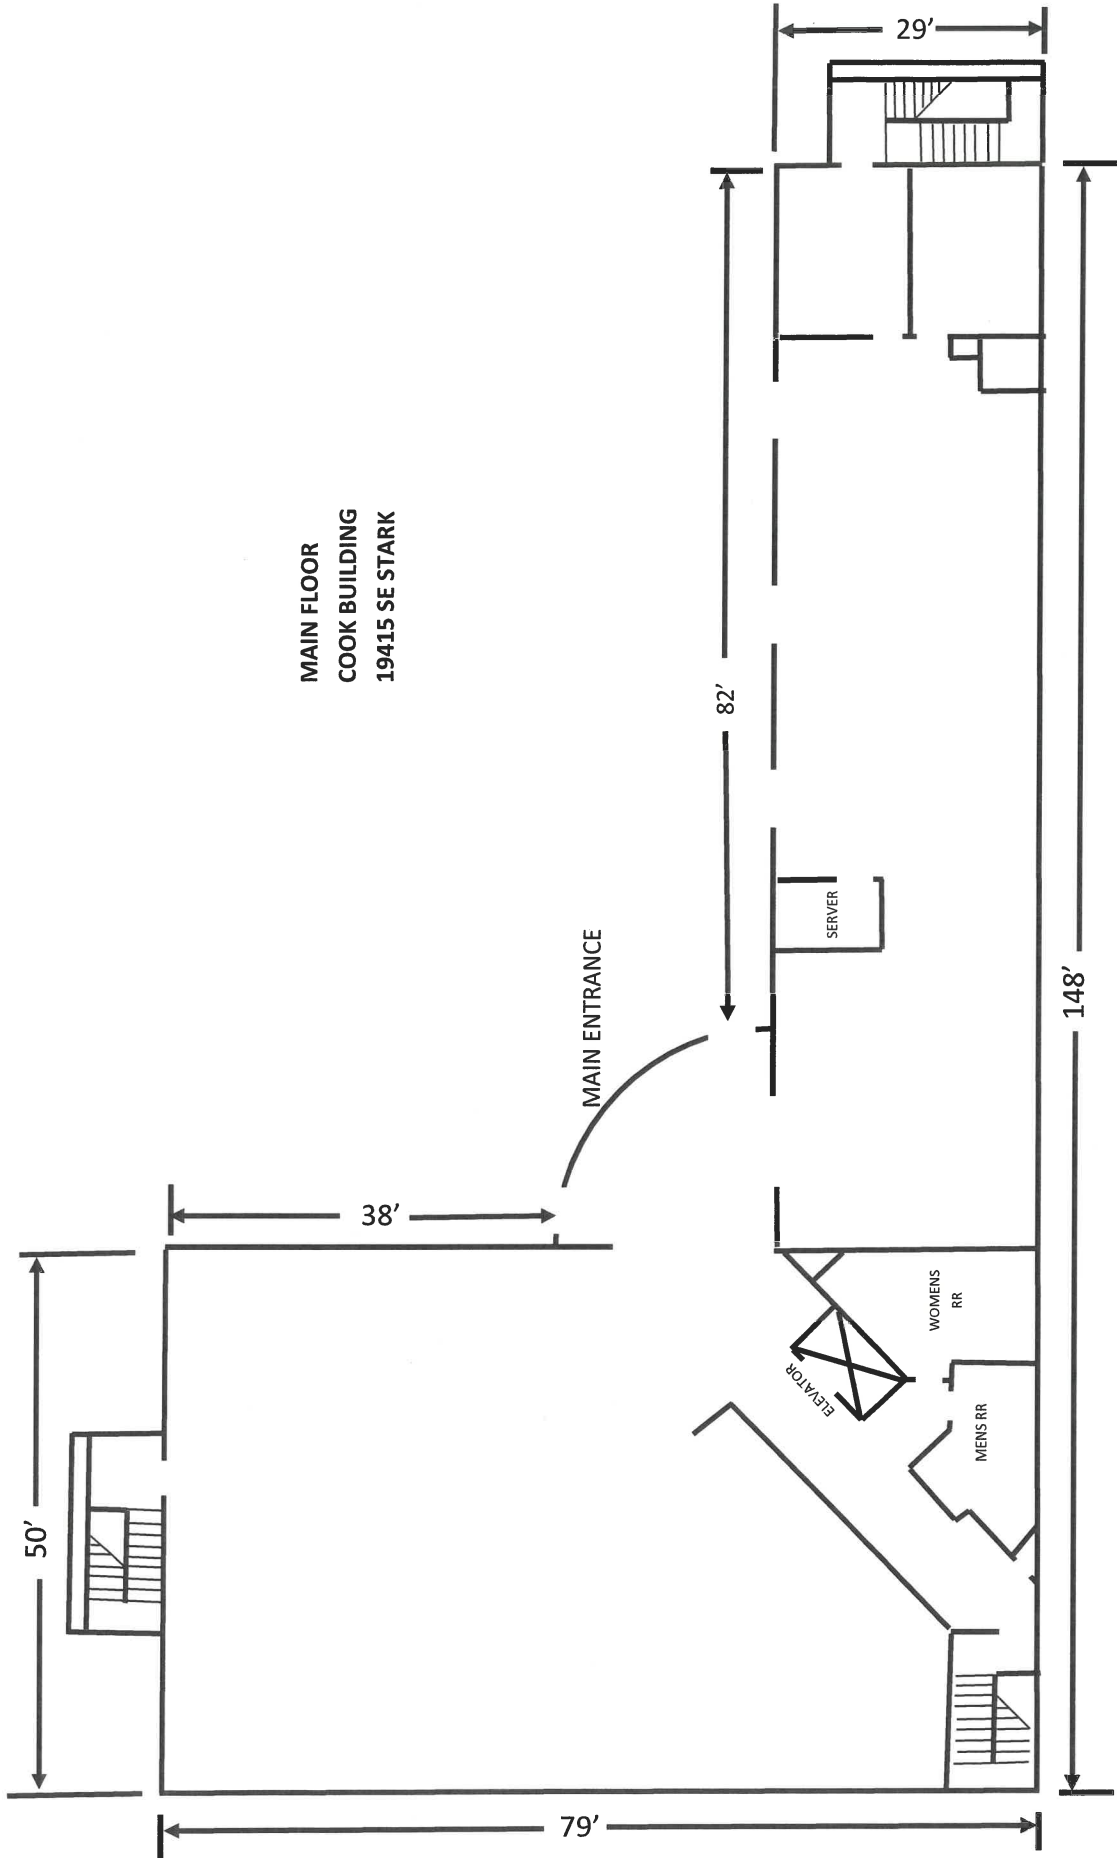 MAIN FLOOR
COOK BUILDING
19415 SE STARK
29’
82’
148’
SERVER
MAIN ENTRANCE
38’
50’
WOMENS
RR
ELEVATOR
MENS RR
79’